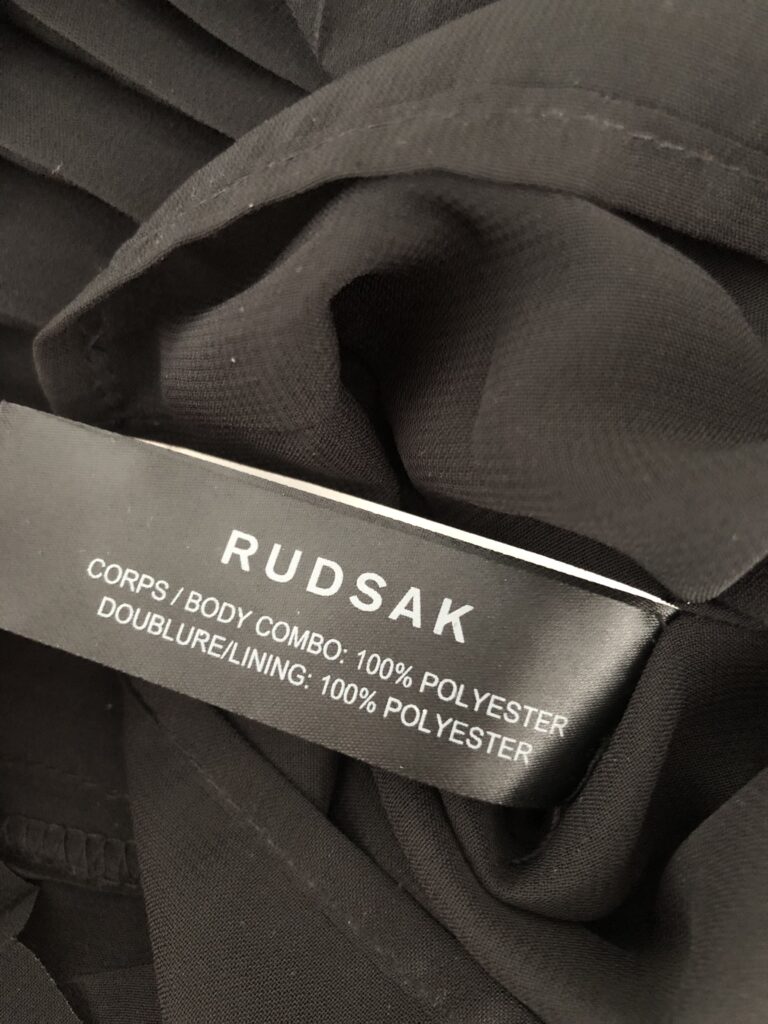 RUDSAK
CORPS / BODY COMBO: 100% POLYESTER
DOUBLURE/LINING: 100% POLYESTER